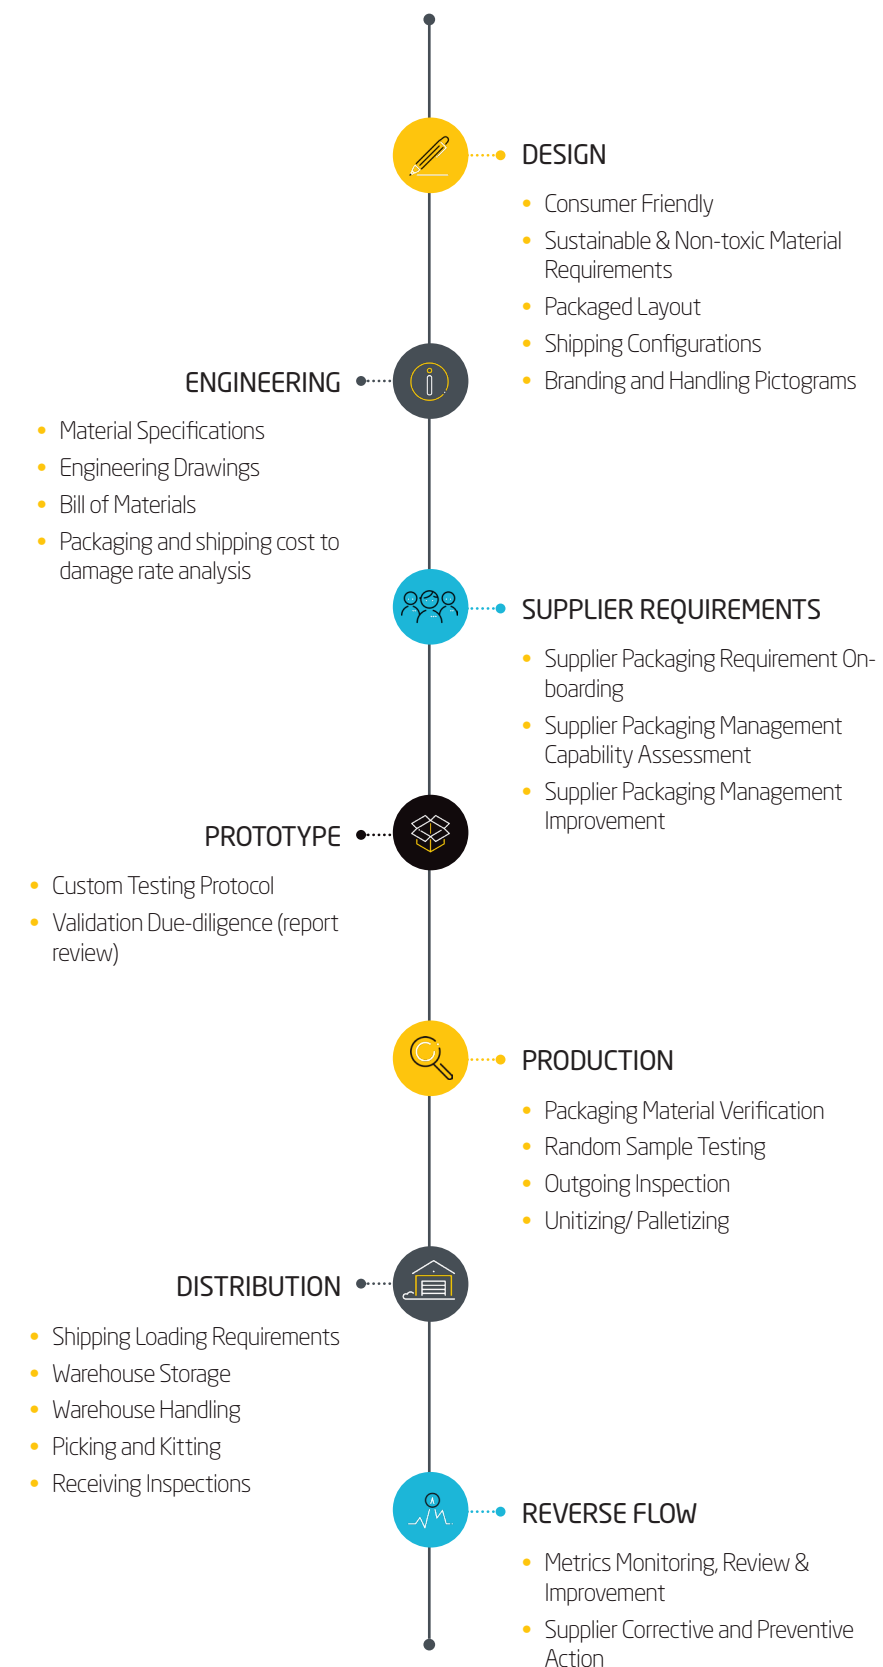 DESIGN
• Consumer Friendly
• Sustainable & Non-toxic Material
Requirements
• Packaged Layout
• Shipping Configurations
• Branding and Handling Pictograms
ENGINEERING
• Material Specifications
• Engineering Drawings
• Bill of Materials
• Packaging and shipping cost to
damage rate analysis
SUPPLIER REQUIREMENTS
• Supplier Packaging Requirement On-
boarding
• Supplier Packaging Management
Capability Assessment
• Supplier Packaging Management
Improvement
PROTOTYPE
• Custom Testing Protocol
• Validation Due-diligence (report
review)
PRODUCTION
• Packaging Material Verification
• Random Sample Testing
• Outgoing Inspection
• Unitizing/ Palletizing
DISTRIBUTION
• Shipping Loading Requirements
• Warehouse Storage
• Warehouse Handling
• Picking and Kitting
• Receiving Inspections
REVERSE FLOW
• Metrics Monitoring, Review &
Improvement
• Supplier Corrective and Preventive
Action